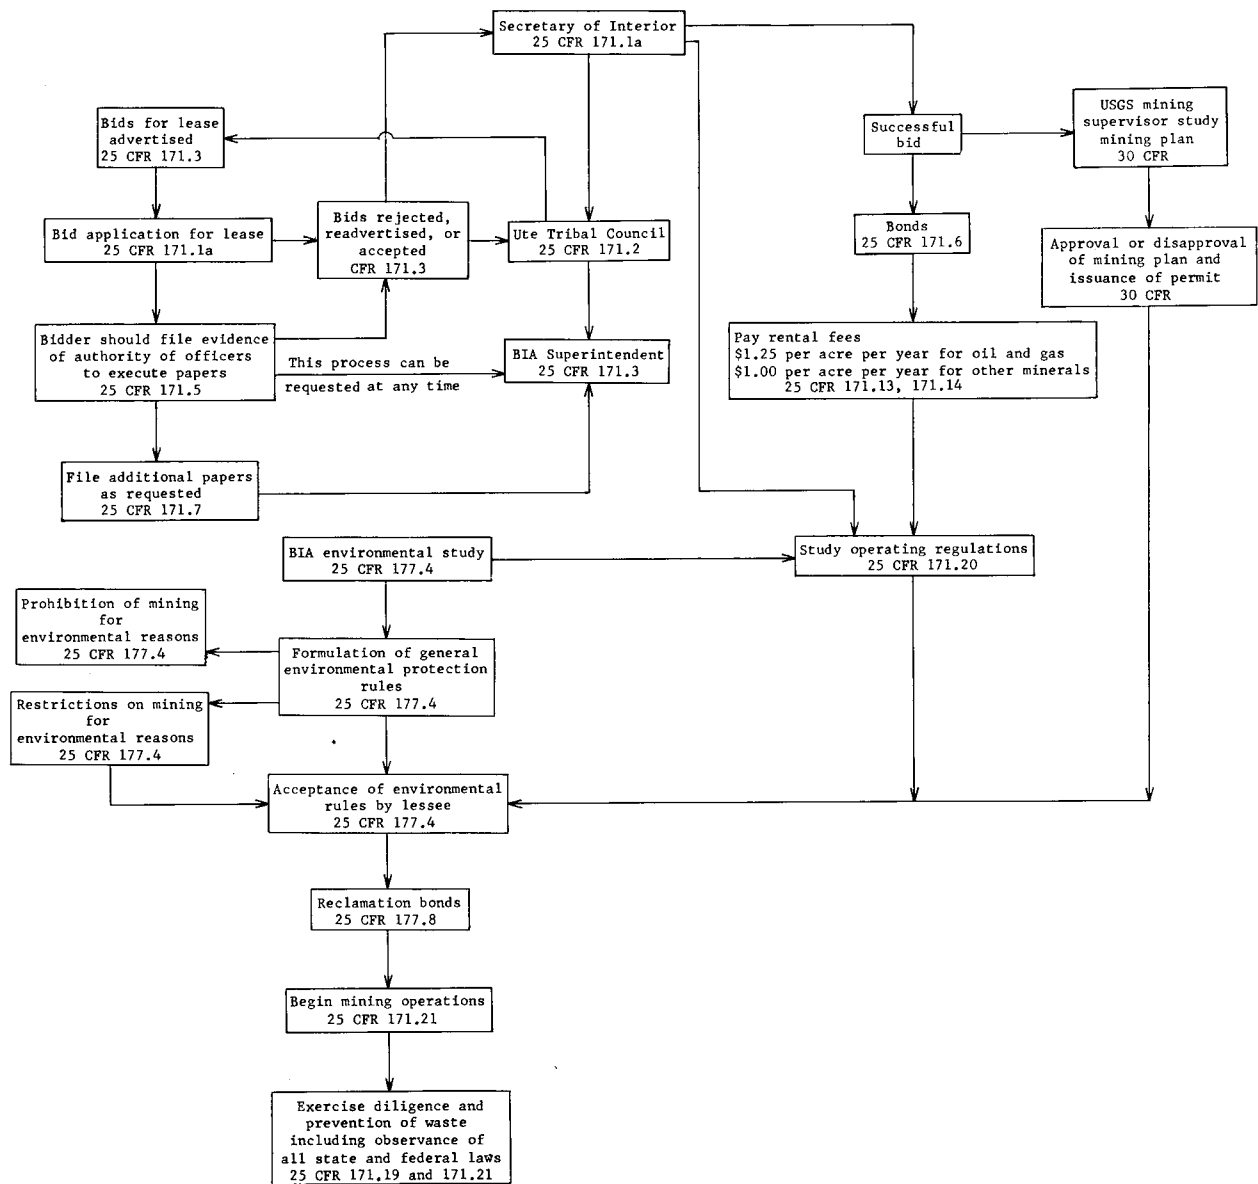 Secretary of Interior
25 CFR 171.1a
Bids for lease
advertised
25 CFR 171.3
Successful
bid
USGS mining
supervisor study
mining plan
30 CFR
Bid application for lease
25 CFR 171.1a
Bids rejected,
readvertised, or
accepted
CFR 171.3
Ute Tribal Council
25 CFR 171.2
Bonds
25 CFR 171.6
Approval or disapproval
of mining plan and
issuance of permit
30 CFR
Bidder should file evidence
of authority of officers
to execute papers
25 CFR 171.5
This process can be
requested at any time
BIA Superintendent
25 CFR 171.3
Pay rental fees
$1.25 per acre per year for oil and gas
$1.00 per acre per year for other minerals
25 CFR 171.13, 171.14
File additional papers
as requested
25 CFR 171.7
BIA environmental study
25 CFR 177.4
Study operating regulations
25 CFR 171.20
Prohibition of mining
for
environmental reasons
25 CFR 177.4
Formulation of general
environmental protection
rules
25 CFR 177.4
Restrictions on mining
for
environmental reasons
25 CFR 177.4
Acceptance of environmental
rules by lessee
25 CFR 177.4
Reclamation bonds
25 CFR 177.8
Begin mining operations
25 CFR 171.21
Exercise diligence and
prevention of waste
including observance of
all state and federal laws
25 CFR 171.19 and 171.21